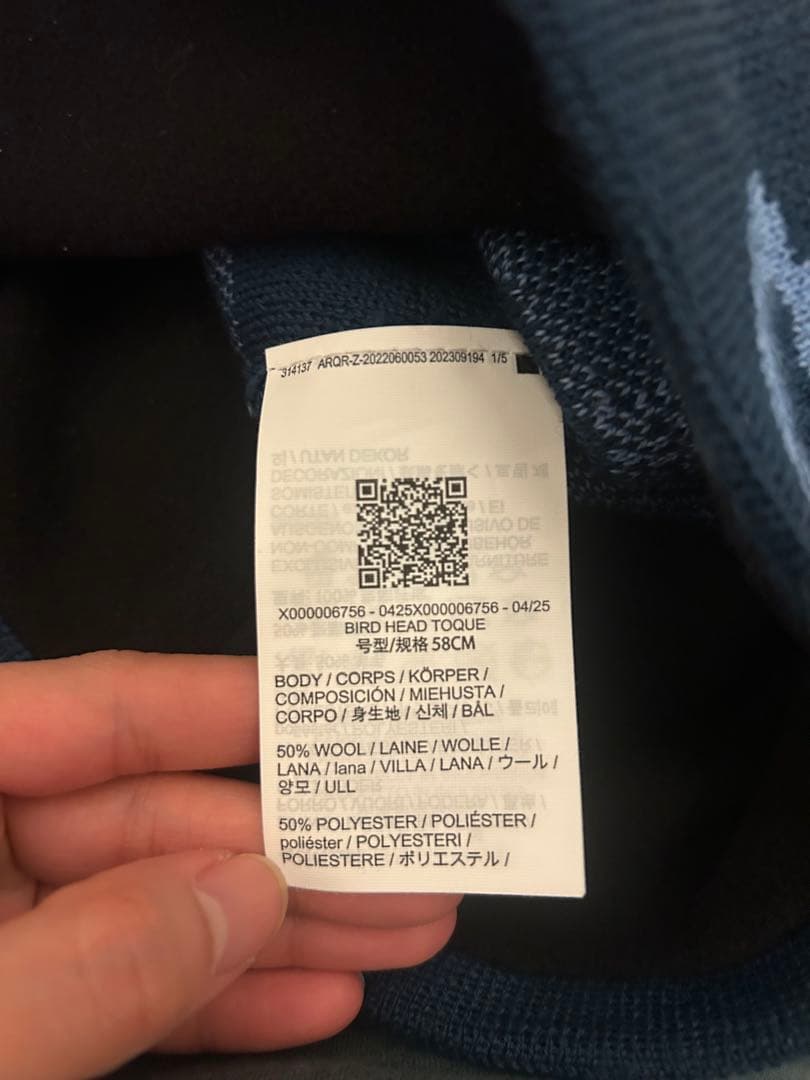 314137 ARQR-Z-2022060053 202309194 1/5
X000006756 - 0425X000006756 - 04/25
BIRD HEAD TOQUE
号型/规格 58CM
BODY / CORPS / KÖRPER /
COMPOSICIÓN / MIEHUSTA /
CORPO / 身生地 / 신체 / BÅL
50% WOOL / LAINE / WOLLE /
LANA / lana / VILLA / LANA / ウール /
양모 / ULL
50% POLYESTER / POLIÉSTER /
poliéster / POLYESTERI /
POLIESTERE / ポリエステル /